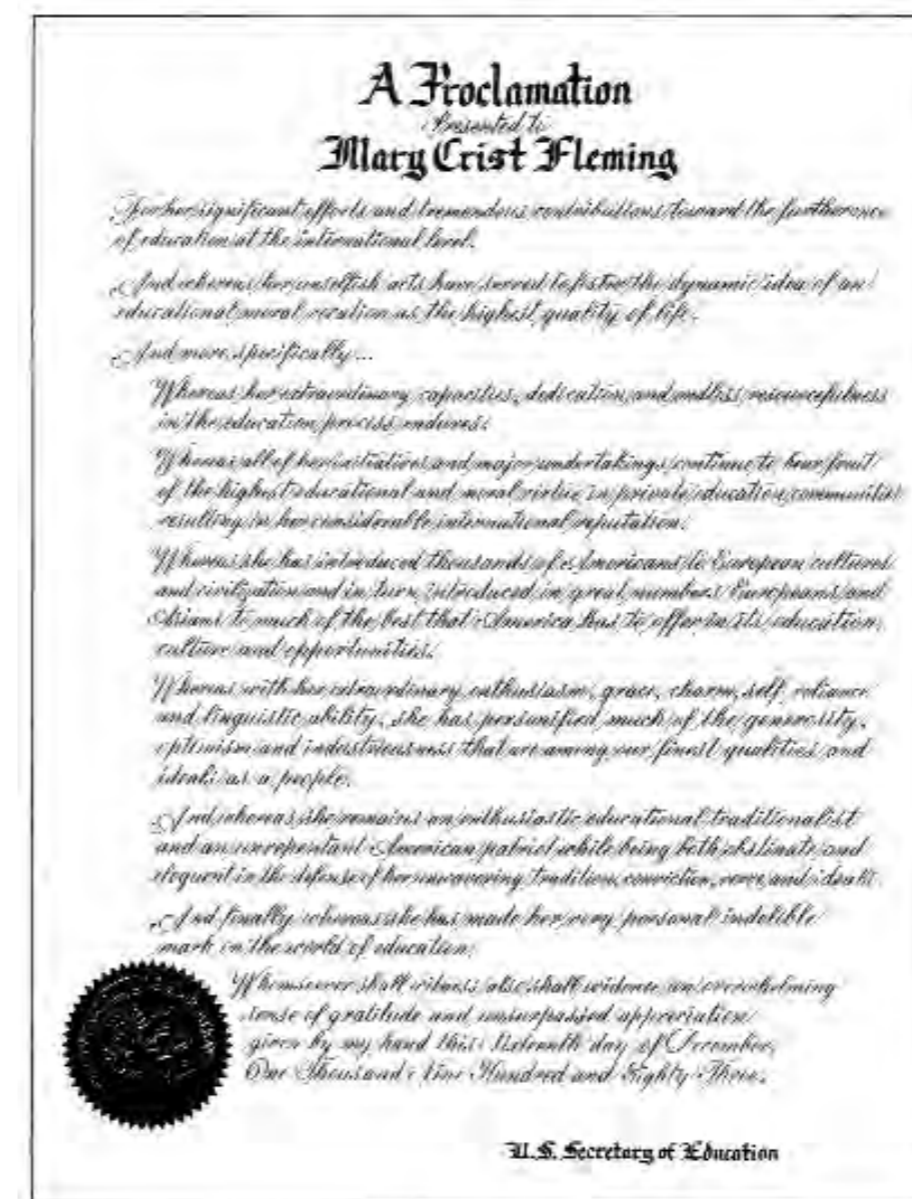 A Proclamation
Presented to
Mary Crist Fleming
For her significant efforts and tremendous contributions toward the furtherance
of education at the international level.
And whereas her unselfish acts have served to foster the dynamic idea of an
educational moral vocation as the highest quality of life.
And more specifically...
Whereas her extraordinary capacities, dedication, and endless resourcefulness
in the education process endures.
Whereas all of her initiatives and major undertakings continue to bear fruit
of the highest educational and moral virtue in private education communities
resulting in her considerable international reputation.
Whereas she has introduced thousands of Americans to European cultures
and civilization and in turn introduced in great numbers Europeans and
Asians to much of the best that America has to offer in its education,
culture and opportunities.
Whereas with her extraordinary enthusiasm, grace, charm, self reliance
and linguistic ability, she has personified much of the generosity,
optimism and industriousness that are among our finest qualities and
ideals as a people.
And whereas she remains an enthusiastic educational traditionalist
and an unrepentant American patriot while being both obstinate and
eloquent in the defense of her unwavering tradition, conviction, verve, and ideals.
And finally whereas she has made her very personal indelible
mark in the world of education.
Whomsoever shall witness also shall evidence an overwhelming
sense of gratitude and unsurpassed appreciation
given by my hand this day of December,
One Thousand Nine Hundred and Eighty Three.
U.S. Secretary of Education